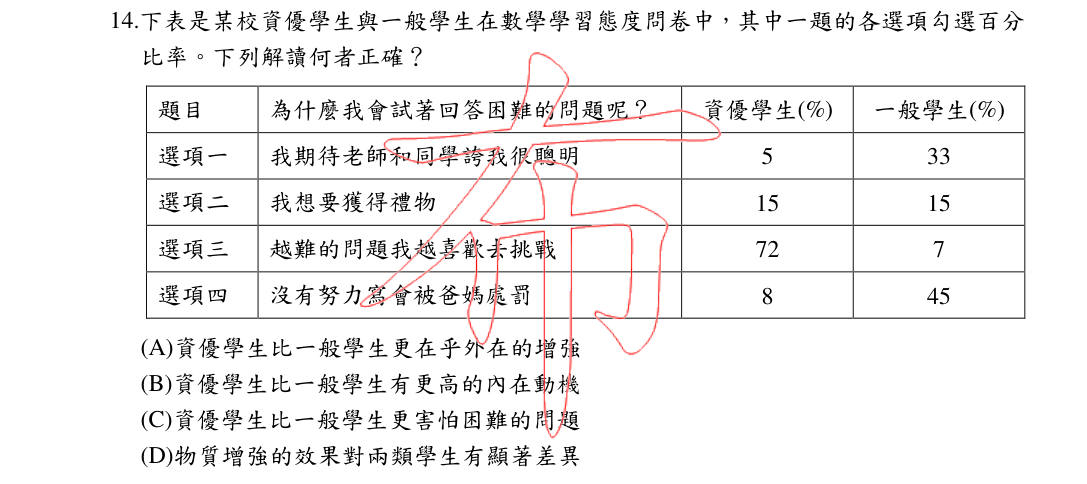 14.下表是某校資優學生與一般學生在數學學習態度問卷中，其中一題的各選項勾選百分
比率。下列解讀何者正確？
題目 為什麼我會試著回答困難的問題呢？ 資優學生(%) 一般學生(%)
選項一 我期待老師和同學誇我很聰明 5 33
選項二 我想要獲得禮物 15 15
選項三 越難的問題我越喜歡去挑戰 72 7
選項四 沒有努力寫會被爸媽處罰 8 45
(A)資優學生比一般學生更在乎外在的增強
(B)資優學生比一般學生有更高的內在動機
(C)資優學生比一般學生更害怕困難的問題
(D)物質增強的效果對兩類學生有顯著差異
布